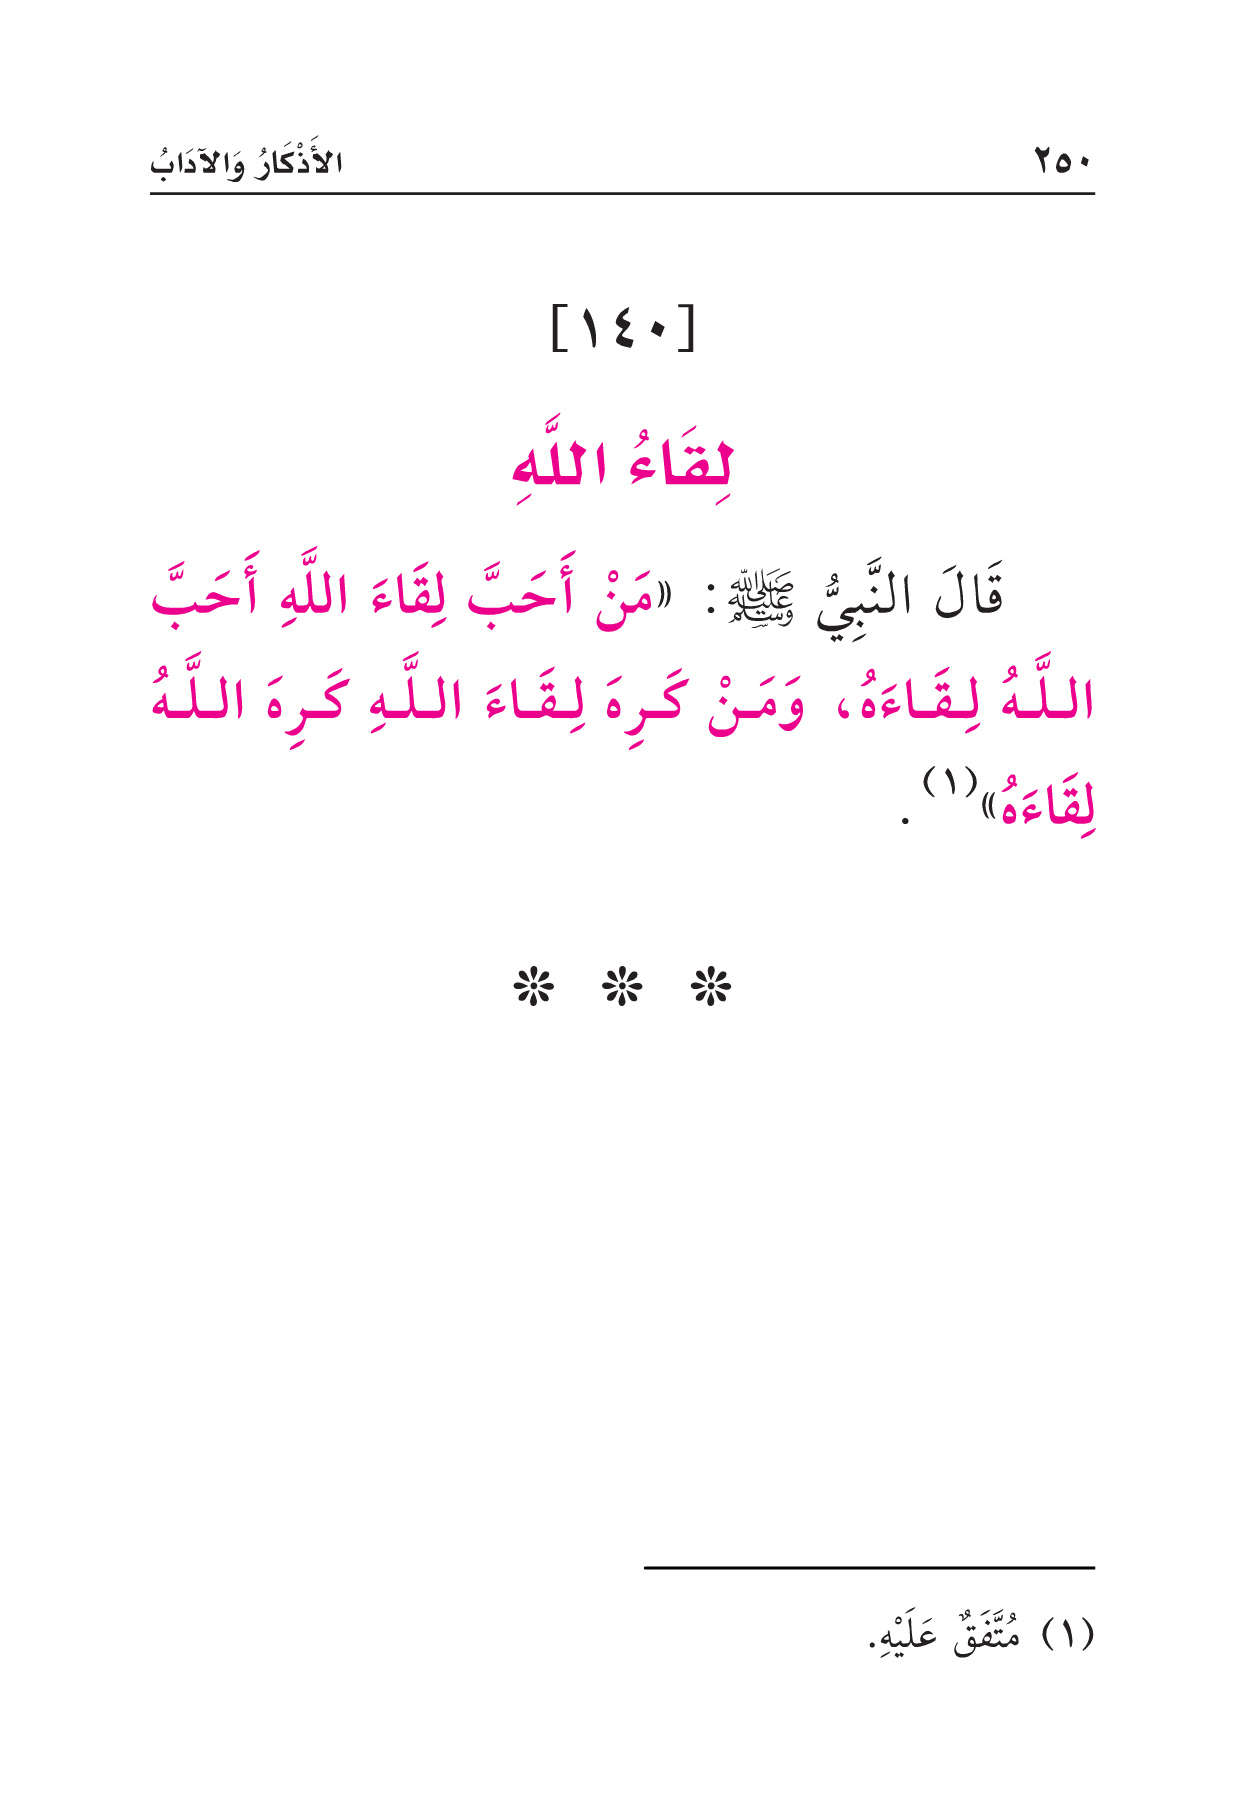 ٢٥٠ الأَذْكَارُ وَالآدَابُ
[١٤٠]
لِقَاءُ اللَّهِ
قَالَ النَّبِيُّ ﷺ: «مَنْ أَحَبَّ لِقَاءَ اللَّهِ أَحَبَّ
اللَّهُ لِقَاءَهُ، وَمَنْ كَرِهَ لِقَاءَ اللَّهِ كَرِهَ اللَّهُ
لِقَاءَهُ»(١).
(١) مُتَّفَقٌ عَلَيْهِ.